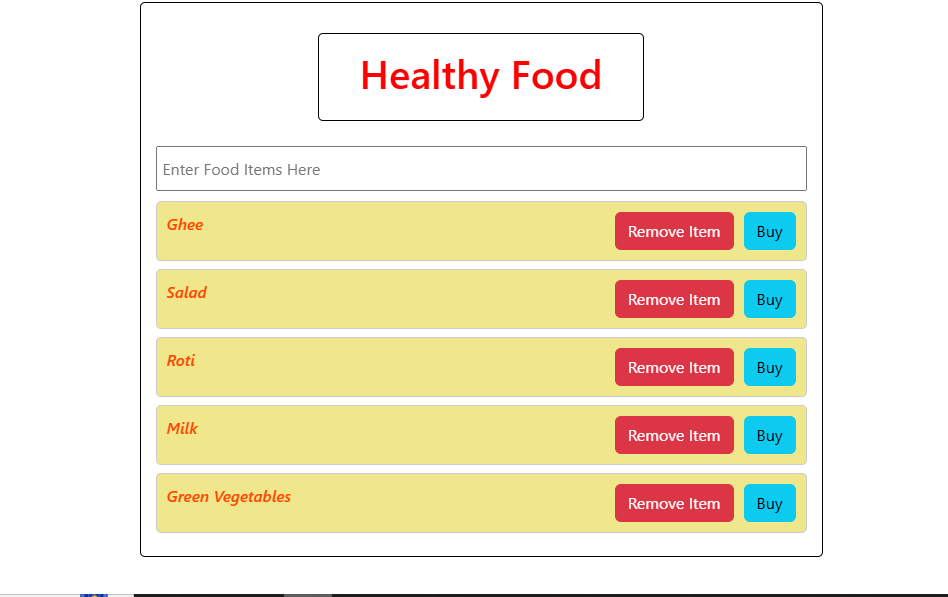 Healthy Food
Enter Food Items Here
Ghee Remove Item Buy
Salad Remove Item Buy
Roti Remove Item Buy
Milk Remove Item Buy
Green Vegetables Remove Item Buy